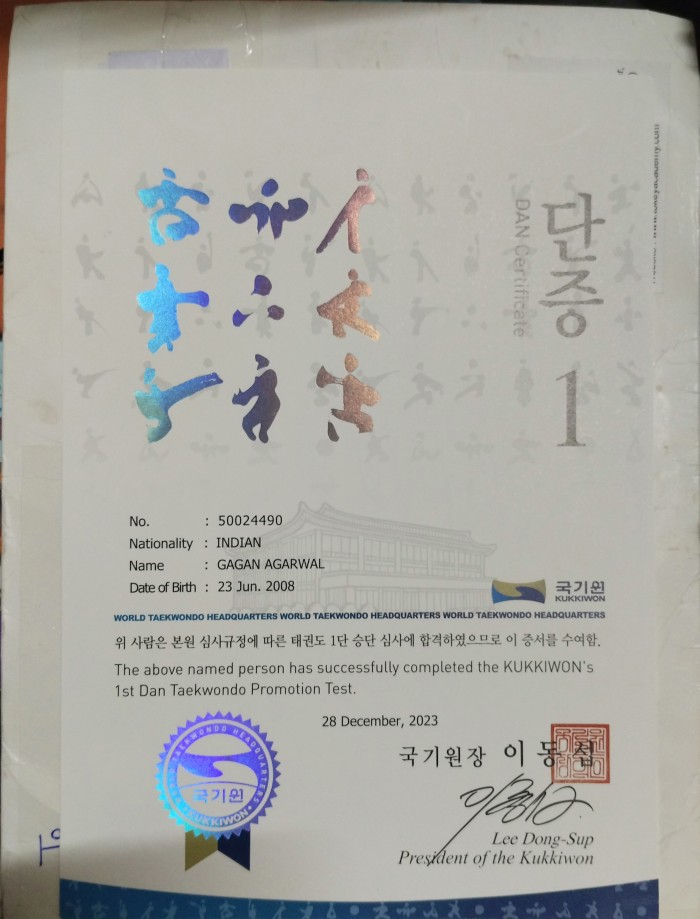 단증
DAN Certificate
1
No. : 50024490
Nationality : INDIAN
Name : GAGAN AGARWAL
Date of Birth : 23 Jun. 2008
국기원
KUKKIWON
WORLD TAEKWONDO HEADQUARTERS WORLD TAEKWONDO HEADQUARTERS WORLD TAEKWONDO HEADQUARTERS
위 사람은 본원 심사규정에 따른 태권도 1단 승단 심사에 합격하였으므로 이 증서를 수여함.
The above named person has successfully completed the KUKKIWON's
1st Dan Taekwondo Promotion Test.
28 December, 2023
국기원장 이동섭
TAEKWONDO HEADQUARTERS
국기원
KUKKIWON
Lee Dong-Sup
President of the Kukkiwon